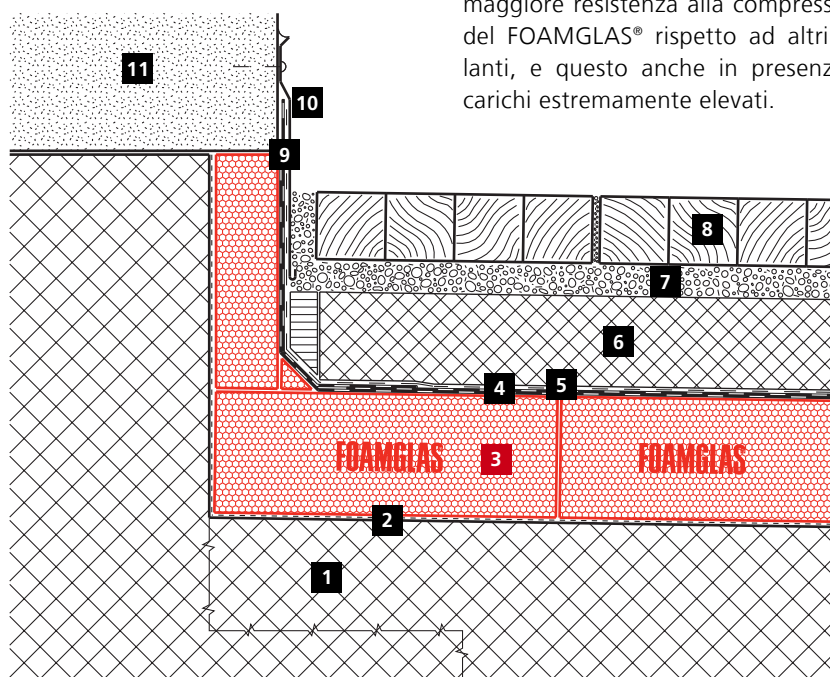 maggiore resistenza alla compress
del FOAMGLAS® rispetto ad altri
lanti, e questo anche in presenz
carichi estremamente elevati.
11
10
9
8
7
6
4
5
FOAMGLAS
3
FOAMGLAS
2
1